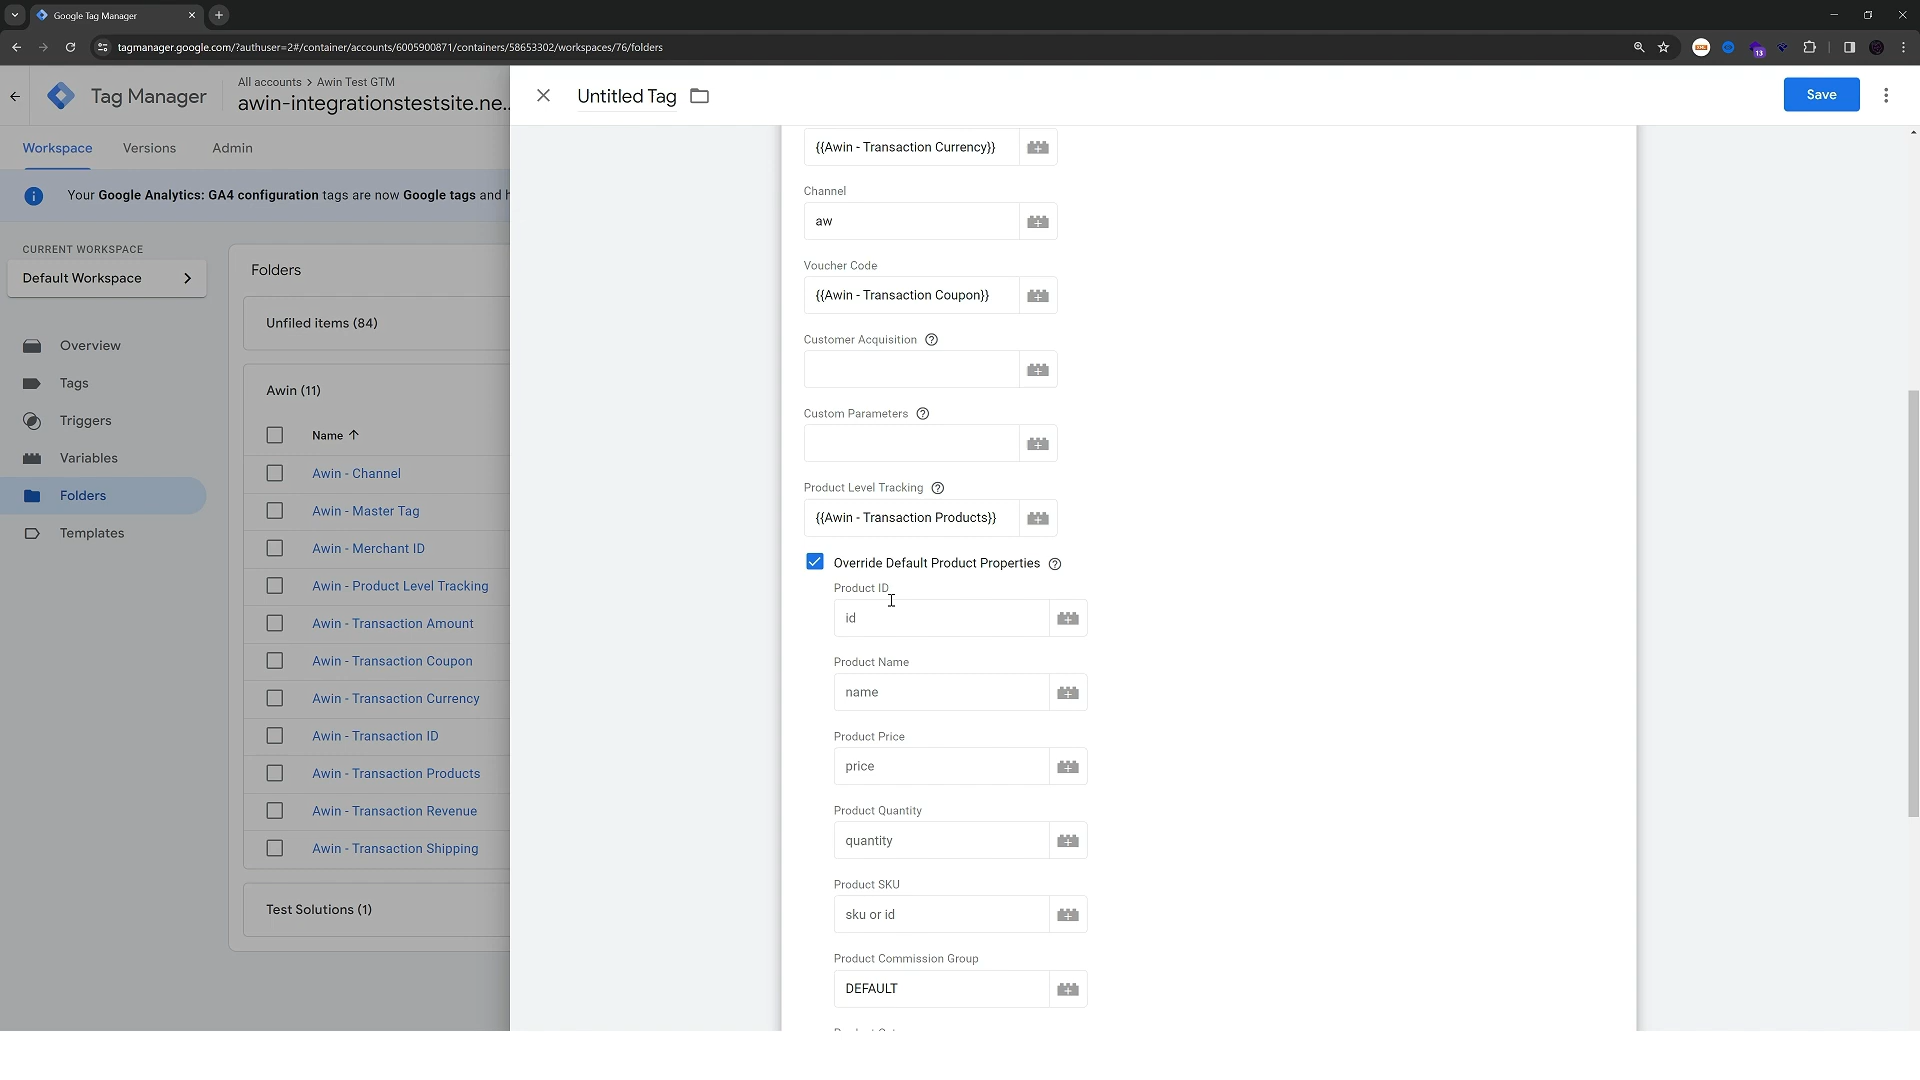 Google Tag Manager
tagmanager.google.com/?authuser=2#/container/accounts/6005900871/containers/58653302/workspaces/76/folders
13
Tag Manager
All accounts > Awin Test GTM
awin-integrationstestsite.ne...
Untitled Tag
Save
Workspace
Versions
Admin
Your Google Analytics: GA4 configuration tags are now Google tags and h
CURRENT WORKSPACE
Default Workspace
Overview
Tags
Triggers
Variables
Folders
Templates
Folders
Unfiled items (84)
Awin (11)
Name
Awin - Channel
Awin - Master Tag
Awin - Merchant ID
Awin - Product Level Tracking
Awin - Transaction Amount
Awin - Transaction Coupon
Awin - Transaction Currency
Awin - Transaction ID
Awin - Transaction Products
Awin - Transaction Revenue
Awin - Transaction Shipping
Test Solutions (1)
{{Awin - Transaction Currency}}
Channel
aw
Voucher Code
{{Awin - Transaction Coupon}}
Customer Acquisition
Custom Parameters
Product Level Tracking
{{Awin - Transaction Products}}
Override Default Product Properties
Product ID
id
Product Name
name
Product Price
price
Product Quantity
quantity
Product SKU
sku or id
Product Commission Group
DEFAULT